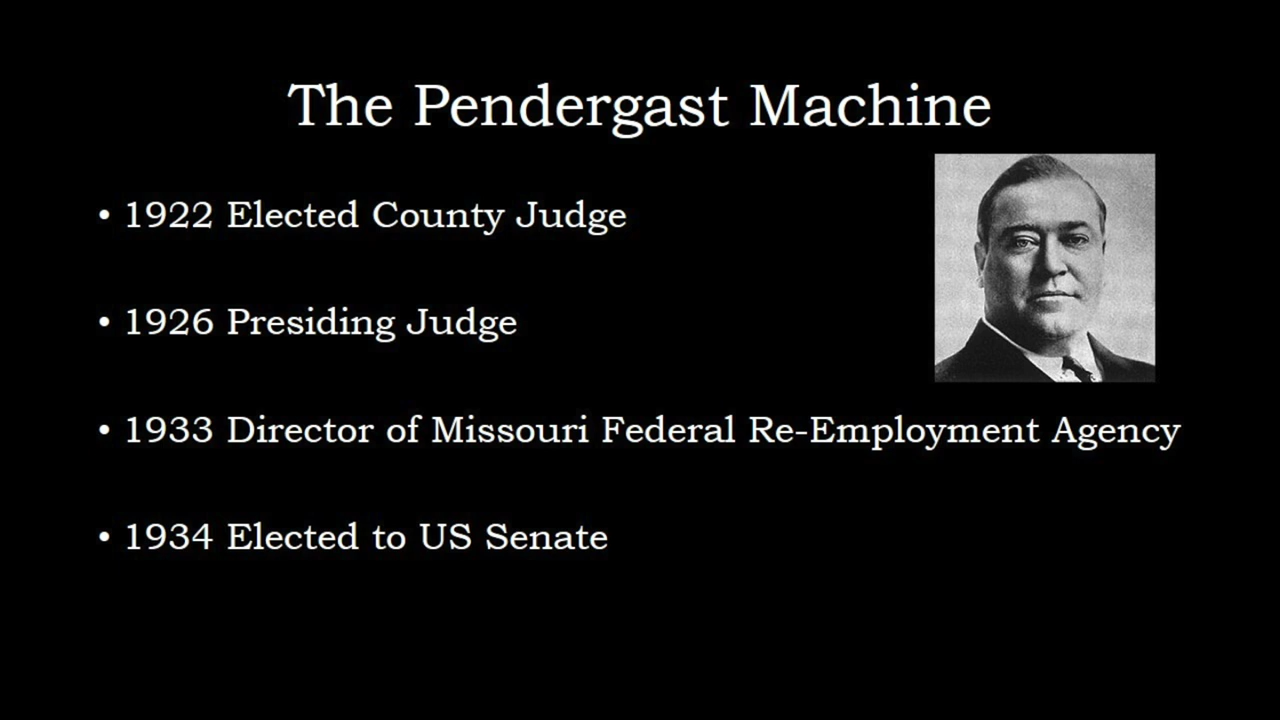 The Pendergast Machine
• 1922 Elected County Judge
• 1926 Presiding Judge
• 1933 Director of Missouri Federal Re-Employment Agency
• 1934 Elected to US Senate